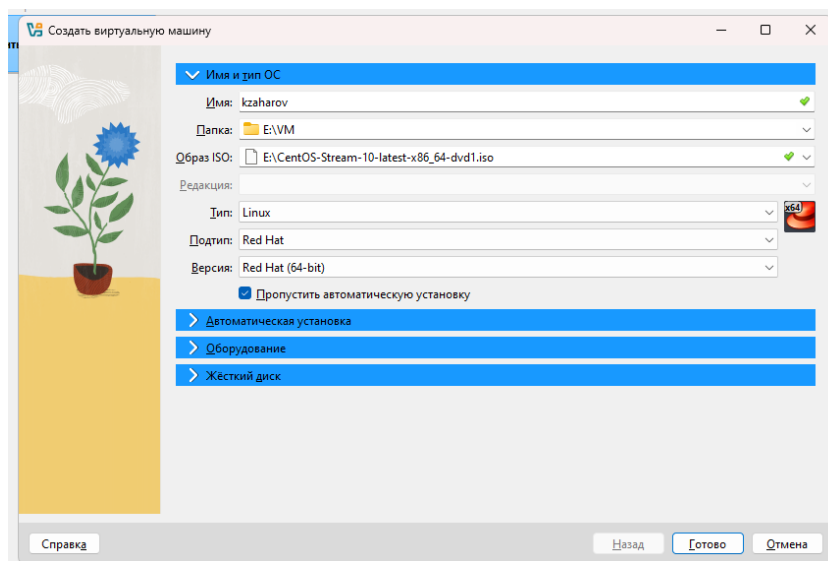 Создать виртуальную машину
Имя и тип ОС
Имя: kzaharov
Папка: E:\VM
Образ ISO: E:\CentOS-Stream-10-latest-x86_64-dvd1.iso
Редакция:
Тип: Linux
x64
Подтип: Red Hat
Версия: Red Hat (64-bit)
Пропустить автоматическую установку
Автоматическая установка
Оборудование
Жёсткий диск
Справка Назад Готово Отмена